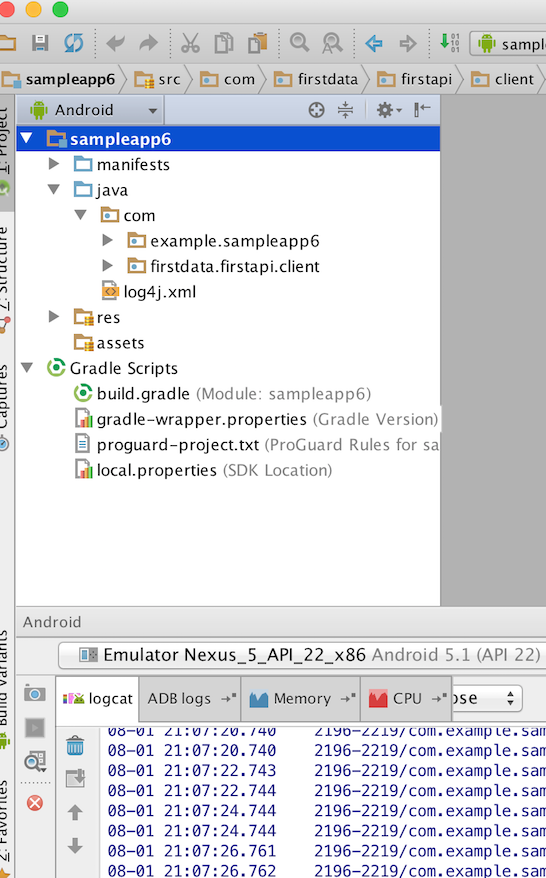 sampl
sampleapp6 src com firstdata firstapi client
1: Project
Android
sampleapp6
manifests
java
com
example.sampleapp6
firstdata.firstapi.client
log4j.xml
res
assets
Gradle Scripts
build.gradle (Module: sampleapp6)
gradle-wrapper.properties (Gradle Version)
proguard-project.txt (ProGuard Rules for sa
local.properties (SDK Location)
Z: Structure
Captures
Build Variants
2: Favorites
Android
Emulator Nexus_5_API_22_x86 Android 5.1 (API 22)
logcat ADB logs Memory CPU ose
08-01 21:07:20.740 2196-2219/com.example.sam
08-01 21:07:20.740 2196-2219/com.example.sam
08-01 21:07:22.743 2196-2219/com.example.sam
08-01 21:07:22.744 2196-2219/com.example.sam
08-01 21:07:24.744 2196-2219/com.example.sam
08-01 21:07:24.744 2196-2219/com.example.sam
08-01 21:07:26.761 2196-2219/com.example.sam
08-01 21:07:26.762 2196-2219/com.example.sam